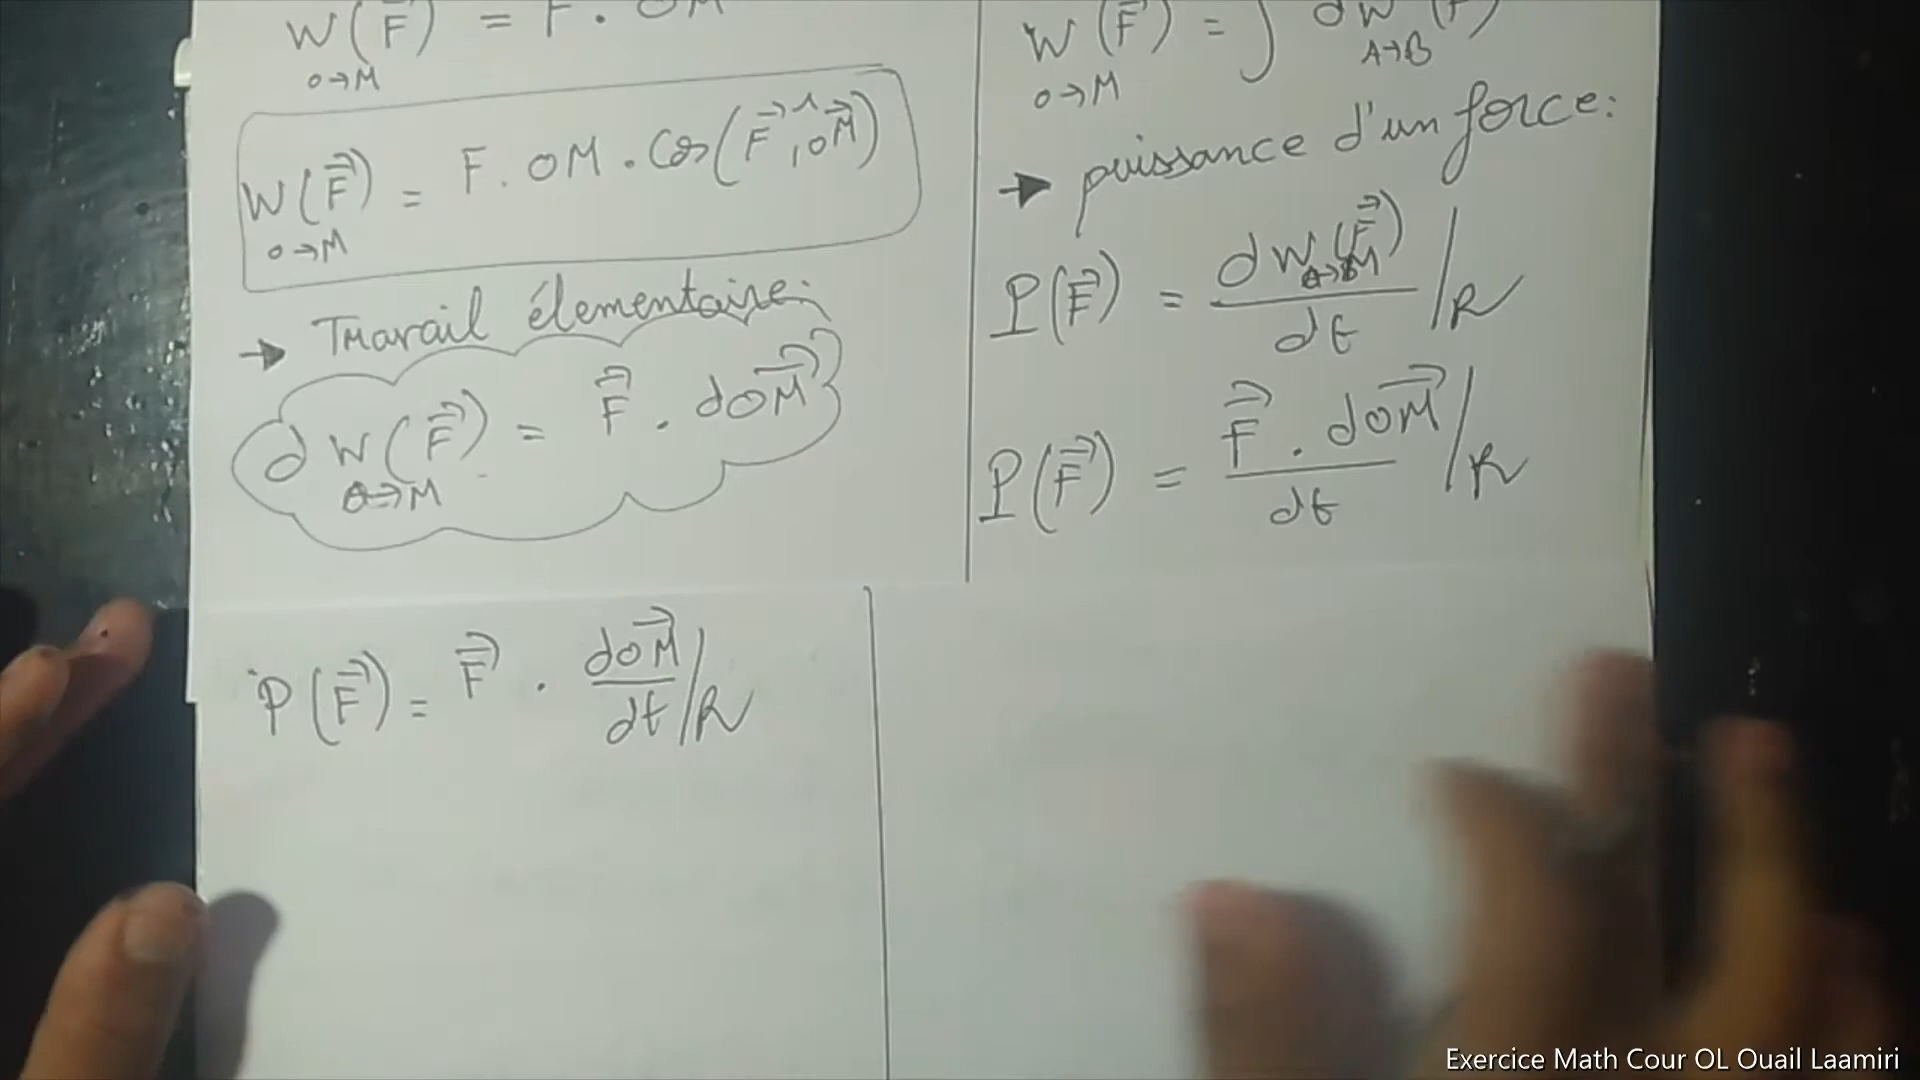 W(F⃗) = F⃗ . OM⃗
o→M
W(F⃗) = F . OM . Cos(F⃗ , OM⃗)
o→M
→ Travail élementaire:
dW(F⃗) = F⃗ . dOM⃗
o→M
W(F⃗) = ∫ dW(F⃗)
o→M A→B
→ puissance d'un force:
P(F⃗) = dW(F⃗) / dt /R
P(F⃗) = F⃗ . dOM⃗ / dt /R
P(F⃗) = F⃗ . dOM⃗ / dt /R
Exercice Math Cour OL Ouail Laamiri